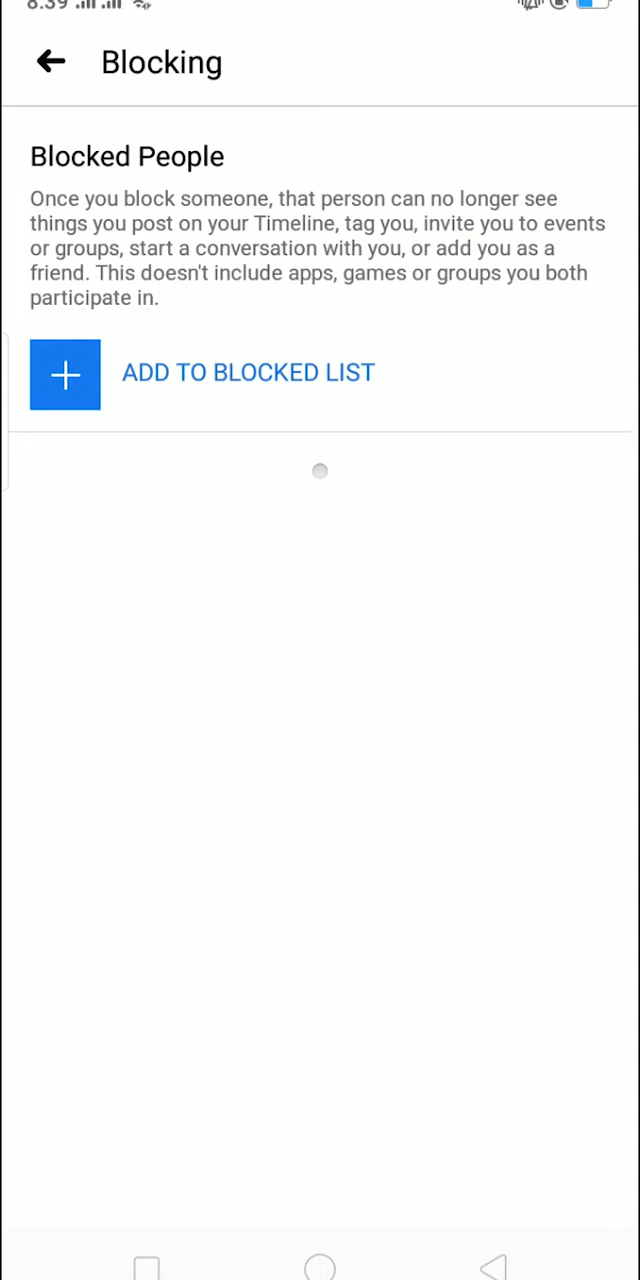 8:39
Blocking
Blocked People
Once you block someone, that person can no longer see
things you post on your Timeline, tag you, invite you to events
or groups, start a conversation with you, or add you as a
friend. This doesn't include apps, games or groups you both
participate in.
ADD TO BLOCKED LIST